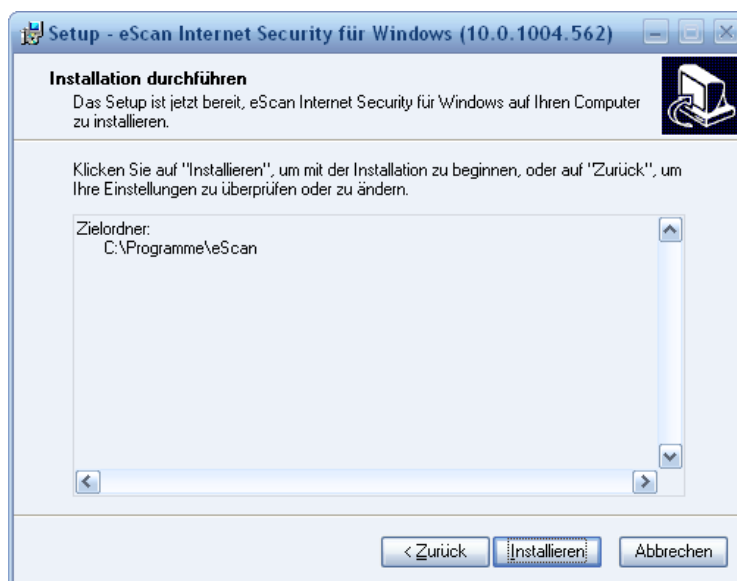 Setup - eScan Internet Security für Windows (10.0.1004.562)
Installation durchführen
Das Setup ist jetzt bereit, eScan Internet Security für Windows auf Ihren Computer
zu installieren.
Klicken Sie auf "Installieren", um mit der Installation zu beginnen, oder auf "Zurück", um
Ihre Einstellungen zu überprüfen oder zu ändern.
Zielordner:
C:\Programme\eScan
< Zurück
Installieren
Abbrechen